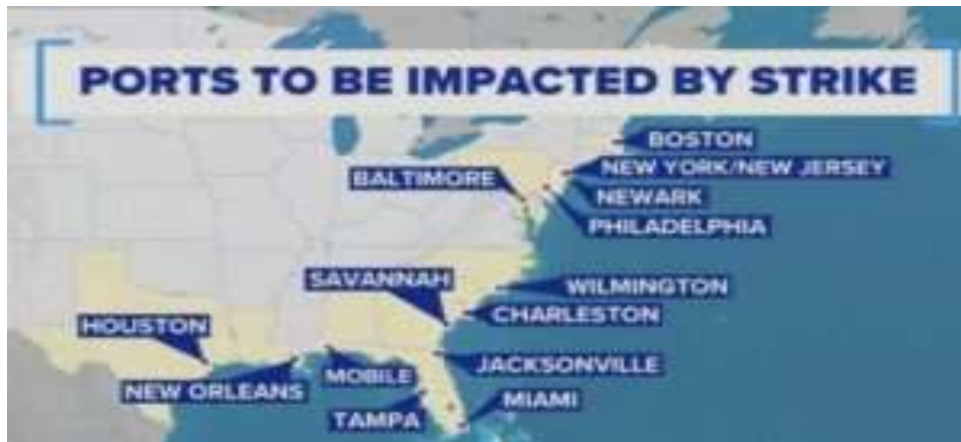 PORTS TO BE IMPACTED BY STRIKE
BOSTON
NEW YORK/NEW JERSEY
BALTIMORE
NEWARK
PHILADELPHIA
SAVANNAH
WILMINGTON
CHARLESTON
HOUSTON
JACKSONVILLE
MOBILE
NEW ORLEANS
MIAMI
TAMPA